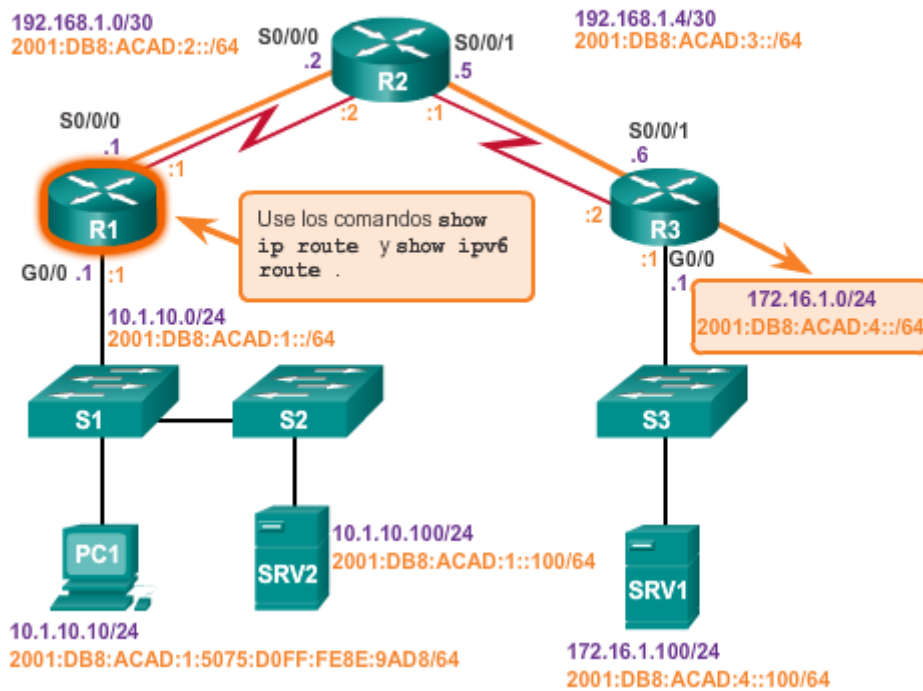 192.168.1.0/30
2001:DB8:ACAD:2::/64
192.168.1.4/30
2001:DB8:ACAD:3::/64
S0/0/0
.2
S0/0/1
.5
R2
:2
:1
S0/0/0
.1
:1
R1
S0/0/1
.6
:2
R3
Use los comandos show
ip route y show ipv6
route .
G0/0 .1 :1
:1 G0/0
.1
172.16.1.0/24
2001:DB8:ACAD:4::/64
10.1.10.0/24
2001:DB8:ACAD:1::/64
S1
S2
S3
PC1
SRV2
10.1.10.100/24
2001:DB8:ACAD:1::100/64
SRV1
10.1.10.10/24
2001:DB8:ACAD:1:5075:D0FF:FE8E:9AD8/64
172.16.1.100/24
2001:DB8:ACAD:4::100/64